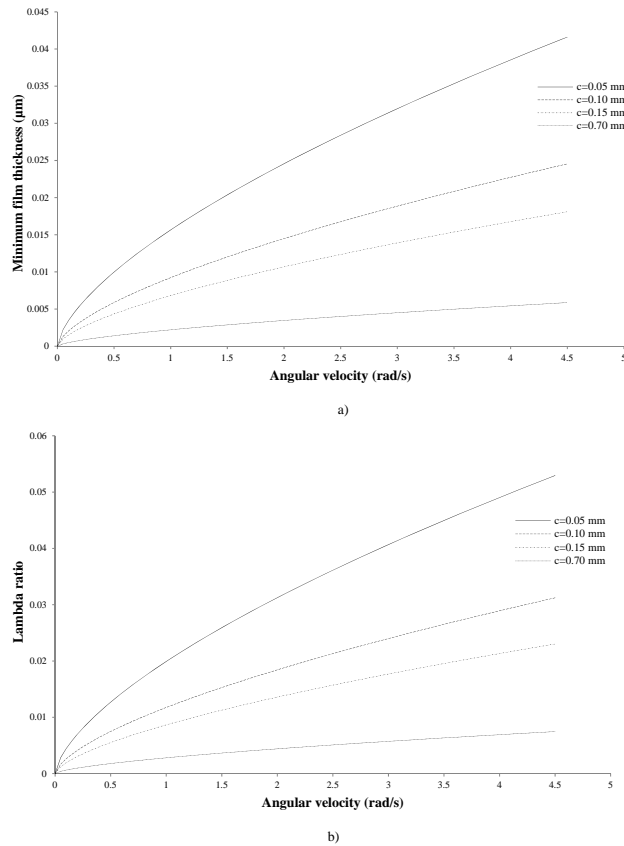 0.045
0.04
0.035
0.03
0.025
0.02
0.015
0.01
0.005
0
Minimum film thickness (µm)
c=0.05 mm
c=0.10 mm
c=0.15 mm
c=0.70 mm
0 0.5 1 1.5 2 2.5 3 3.5 4 4.5 5
Angular velocity (rad/s)
a)
0.06
0.05
0.04
0.03
0.02
0.01
0
Lambda ratio
c=0.05 mm
c=0.10 mm
c=0.15 mm
c=0.70 mm
0 0.5 1 1.5 2 2.5 3 3.5 4 4.5 5
Angular velocity (rad/s)
b)